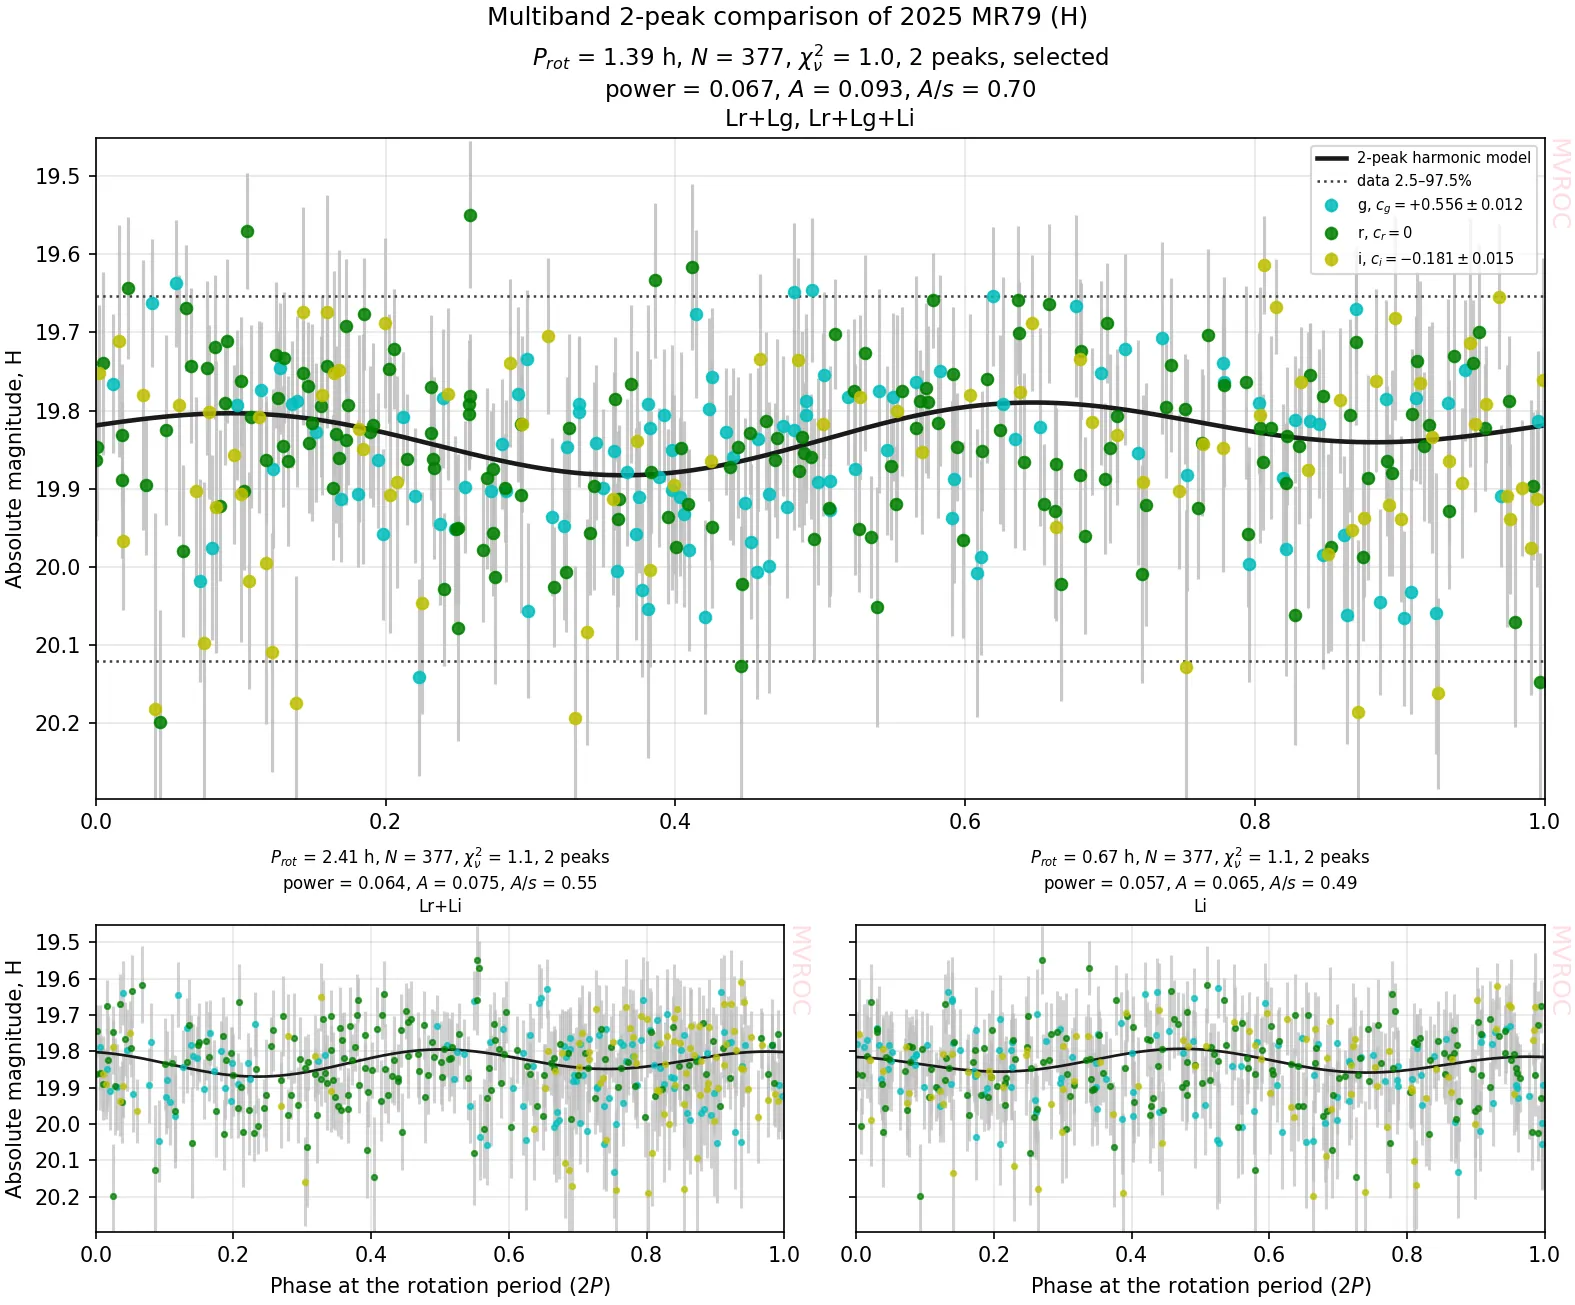 Multiband 2-peak comparison of 2025 MR79 (H)
P_rot = 1.39 h, N = 377, χ²_ν = 1.0, 2 peaks, selected
power = 0.067, A = 0.093, A/s = 0.70
Lr+Lg, Lr+Lg+Li
MVROC
2-peak harmonic model
data 2.5–97.5%
g, c_g = +0.556 ± 0.012
r, c_r = 0
i, c_i = −0.181 ± 0.015
Absolute magnitude, H
19.5
19.6
19.7
19.8
19.9
20.0
20.1
20.2
0.0 0.2 0.4 0.6 0.8 1.0
P_rot = 2.41 h, N = 377, χ²_ν = 1.1, 2 peaks
power = 0.064, A = 0.075, A/s = 0.55
Lr+Li
MVROC
Absolute magnitude, H
19.5
19.6
19.7
19.8
19.9
20.0
20.1
20.2
0.0 0.2 0.4 0.6 0.8 1.0
Phase at the rotation period (2P)
P_rot = 0.67 h, N = 377, χ²_ν = 1.1, 2 peaks
power = 0.057, A = 0.065, A/s = 0.49
Li
MVROC
0.0 0.2 0.4 0.6 0.8 1.0
Phase at the rotation period (2P)